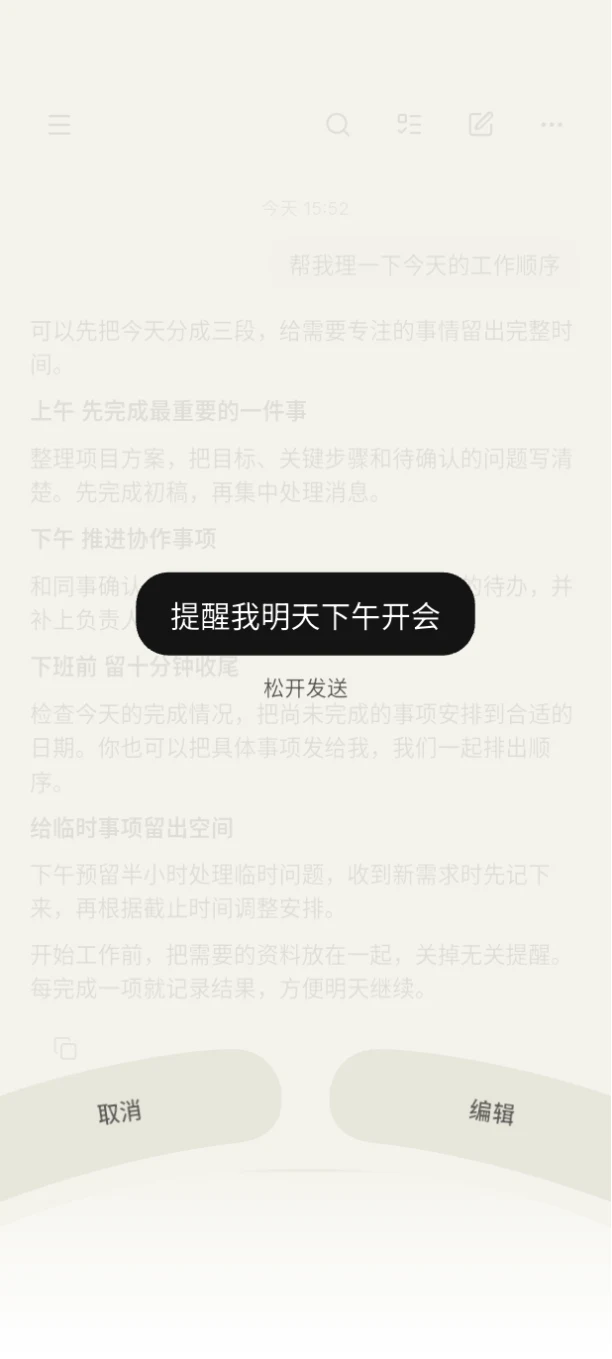 今天 15:52
帮我理一下今天的工作顺序
可以先把今天分成三段，给需要专注的事情留出完整时
间。
上午 先完成最重要的一件事
整理项目方案，把目标、关键步骤和待确认的问题写清
楚。先完成初稿，再集中处理消息。
下午 推进协作事项
和同事确认 的待办，并
补上负责人
提醒我明天下午开会
下班前 留十分钟收尾
松开发送
检查今天的完成情况，把尚未完成的事项安排到合适的
日期。你也可以把具体事项发给我，我们一起排出顺
序。
给临时事项留出空间
下午预留半小时处理临时问题，收到新需求时先记下
来，再根据截止时间调整安排。
开始工作前，把需要的资料放在一起，关掉无关提醒。
每完成一项就记录结果，方便明天继续。
取消
编辑